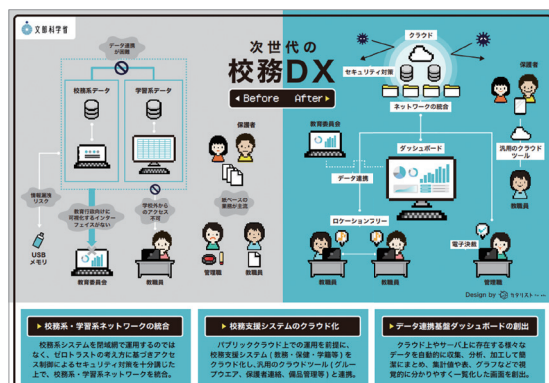 文部科学省
次世代の
校務DX
◀Before After▶
データ連携
が困難
校務系データ
学習系データ
情報漏洩
リスク
USB
メモリ
教育行政向けに
可視化するインター
フェイスがない
教育委員会
学校外から
のアクセス
不可
教職員
保護者
紙ベースの
業務が主流
管理職
教職員
クラウド
セキュリティ対策
ネットワークの統合
教育委員会
ダッシュボード
データ連携
ロケーションフリー
教職員
教職員
電子決裁
管理職
保護者
汎用のクラウド
ツール
教職員
Design by カタリスト
▶校務系・学習系ネットワークの統合
校務系システムを閉域網で運用するのでは
なく、ゼロトラストの考え方に基づきアクセ
ス制御によるセキュリティ対策を十分講じた
上で、校務系・学習系ネットワークを統合。
▶校務支援システムのクラウド化
パブリッククラウド上での運用を前提に、
校務支援システム(教務・保健・学籍等)を
クラウド化し、汎用のクラウドツール(グルー
プウエア、保護者連絡、備品管理等)と連携。
▶データ連携基盤ダッシュボードの創出
クラウド上やサーバ上に存在する様々な
データを自動的に収集、分析、加工して簡
潔にまとめ、集計値や表、グラフなどで視
覚的に分かりやすく一覧化した画面を創出。